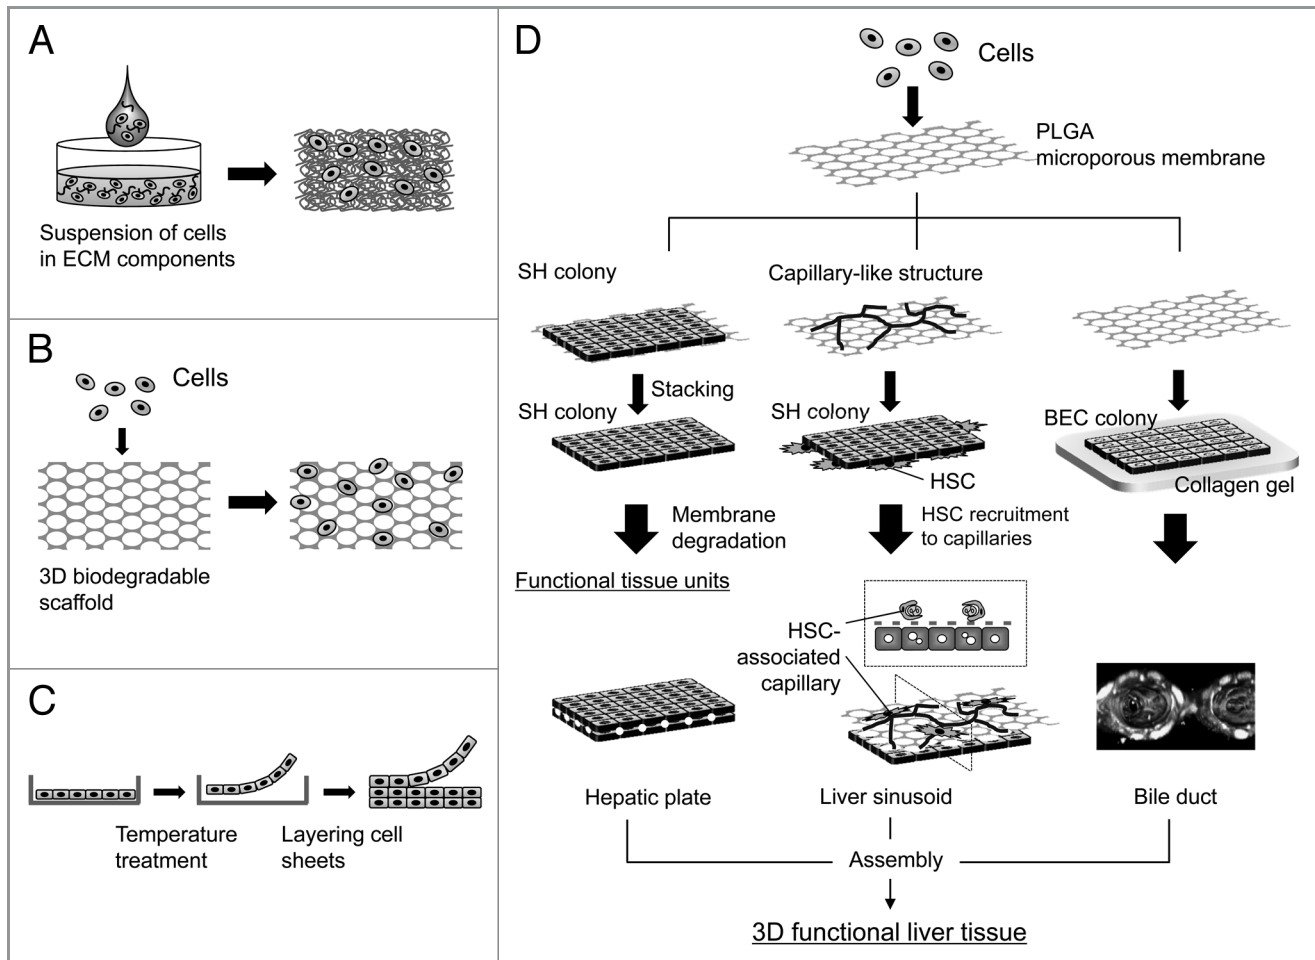 A
Suspension of cells
in ECM components
B
Cells
3D biodegradable
scaffold
C
Temperature
treatment
Layering cell
sheets
D
Cells
PLGA
microporous membrane
SH colony
Capillary-like structure
Stacking
SH colony
SH colony
BEC colony
HSC
Collagen gel
Membrane
degradation
HSC recruitment
to capillaries
Functional tissue units
HSC-
associated
capillary
Hepatic plate
Liver sinusoid
Bile duct
Assembly
3D functional liver tissue